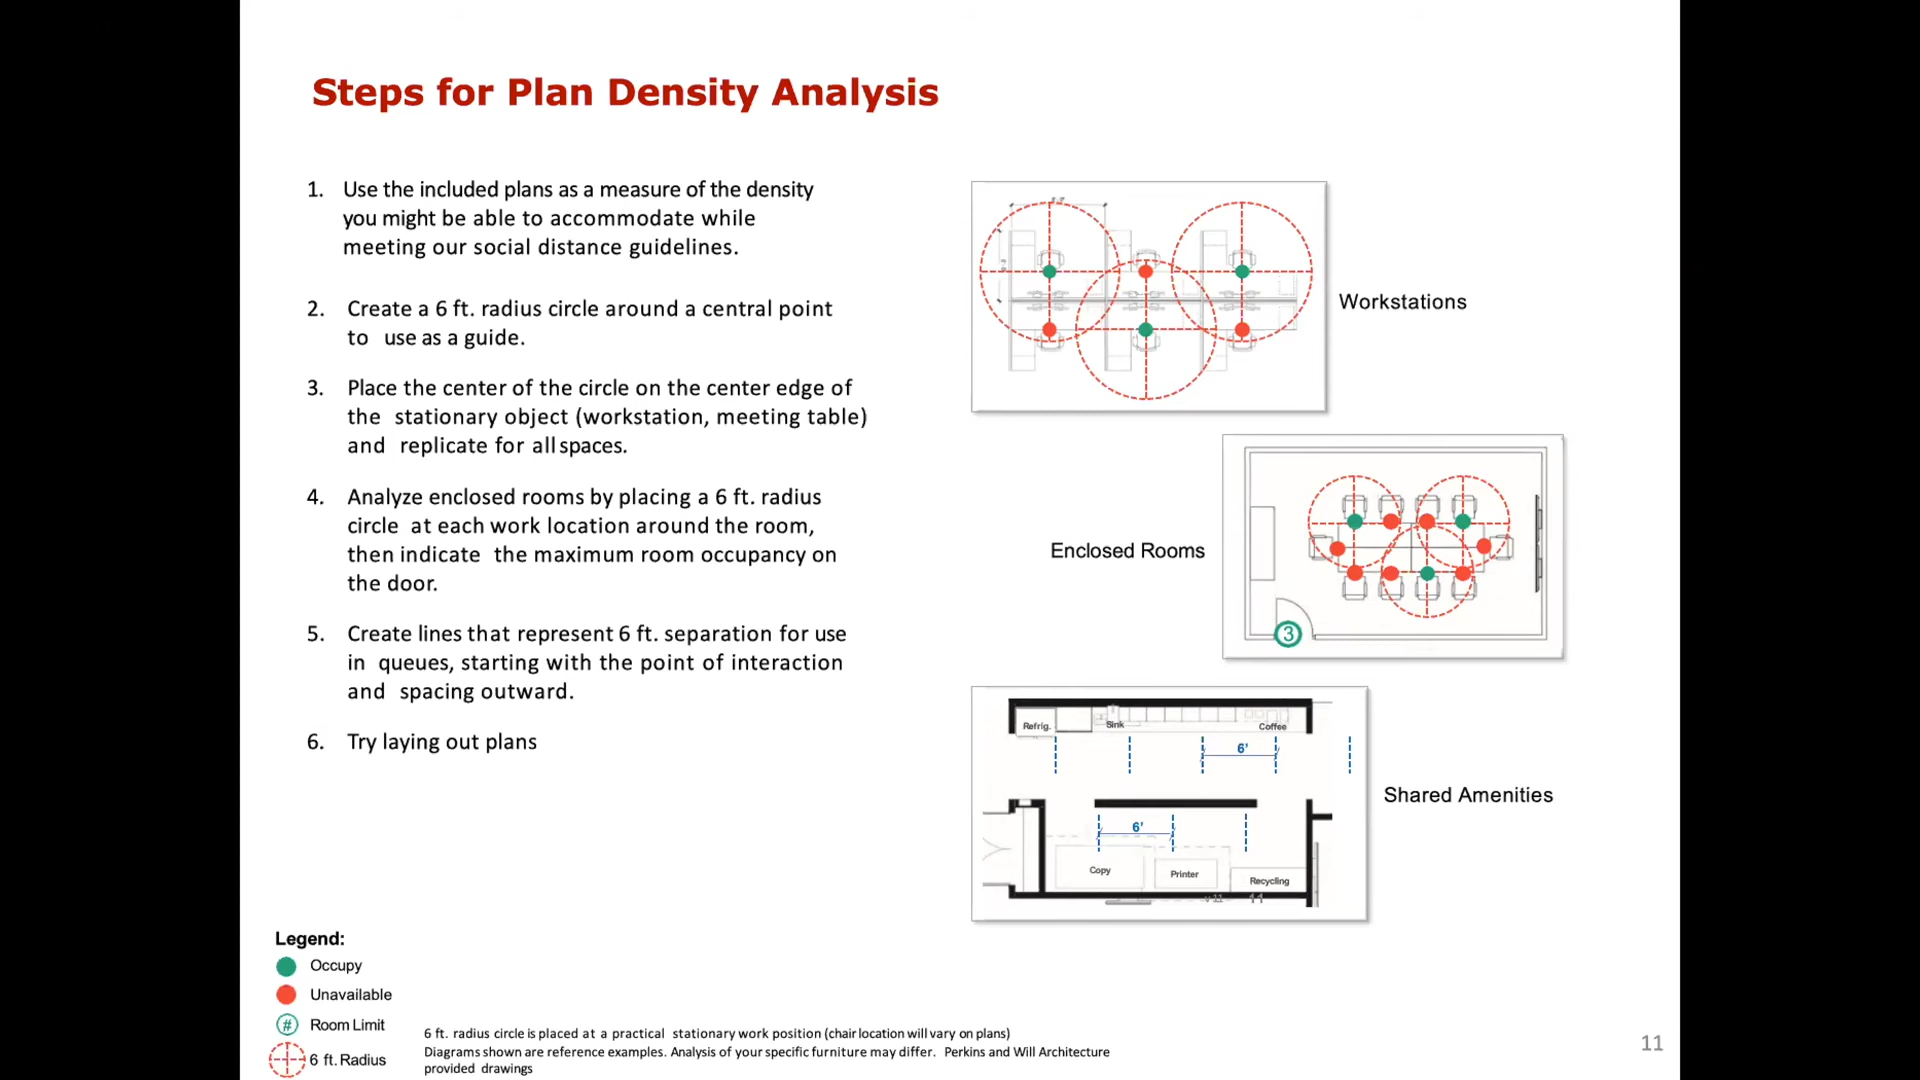 Steps for Plan Density Analysis
1. Use the included plans as a measure of the density
you might be able to accommodate while
meeting our social distance guidelines.
2. Create a 6 ft. radius circle around a central point
to use as a guide.
3. Place the center of the circle on the center edge of
the stationary object (workstation, meeting table)
and replicate for all spaces.
4. Analyze enclosed rooms by placing a 6 ft. radius
circle at each work location around the room,
then indicate the maximum room occupancy on
the door.
5. Create lines that represent 6 ft. separation for use
in queues, starting with the point of interaction
and spacing outward.
6. Try laying out plans
Workstations
Enclosed Rooms
3
Refrig.
Sink
Coffee
6'
6'
Copy
Printer
Recycling
Shared Amenities
Legend:
Occupy
Unavailable
# Room Limit
6 ft. Radius
6 ft. radius circle is placed at a practical stationary work position (chair location will vary on plans)
Diagrams shown are reference examples. Analysis of your specific furniture may differ. Perkins and Will Architecture
provided drawings
11